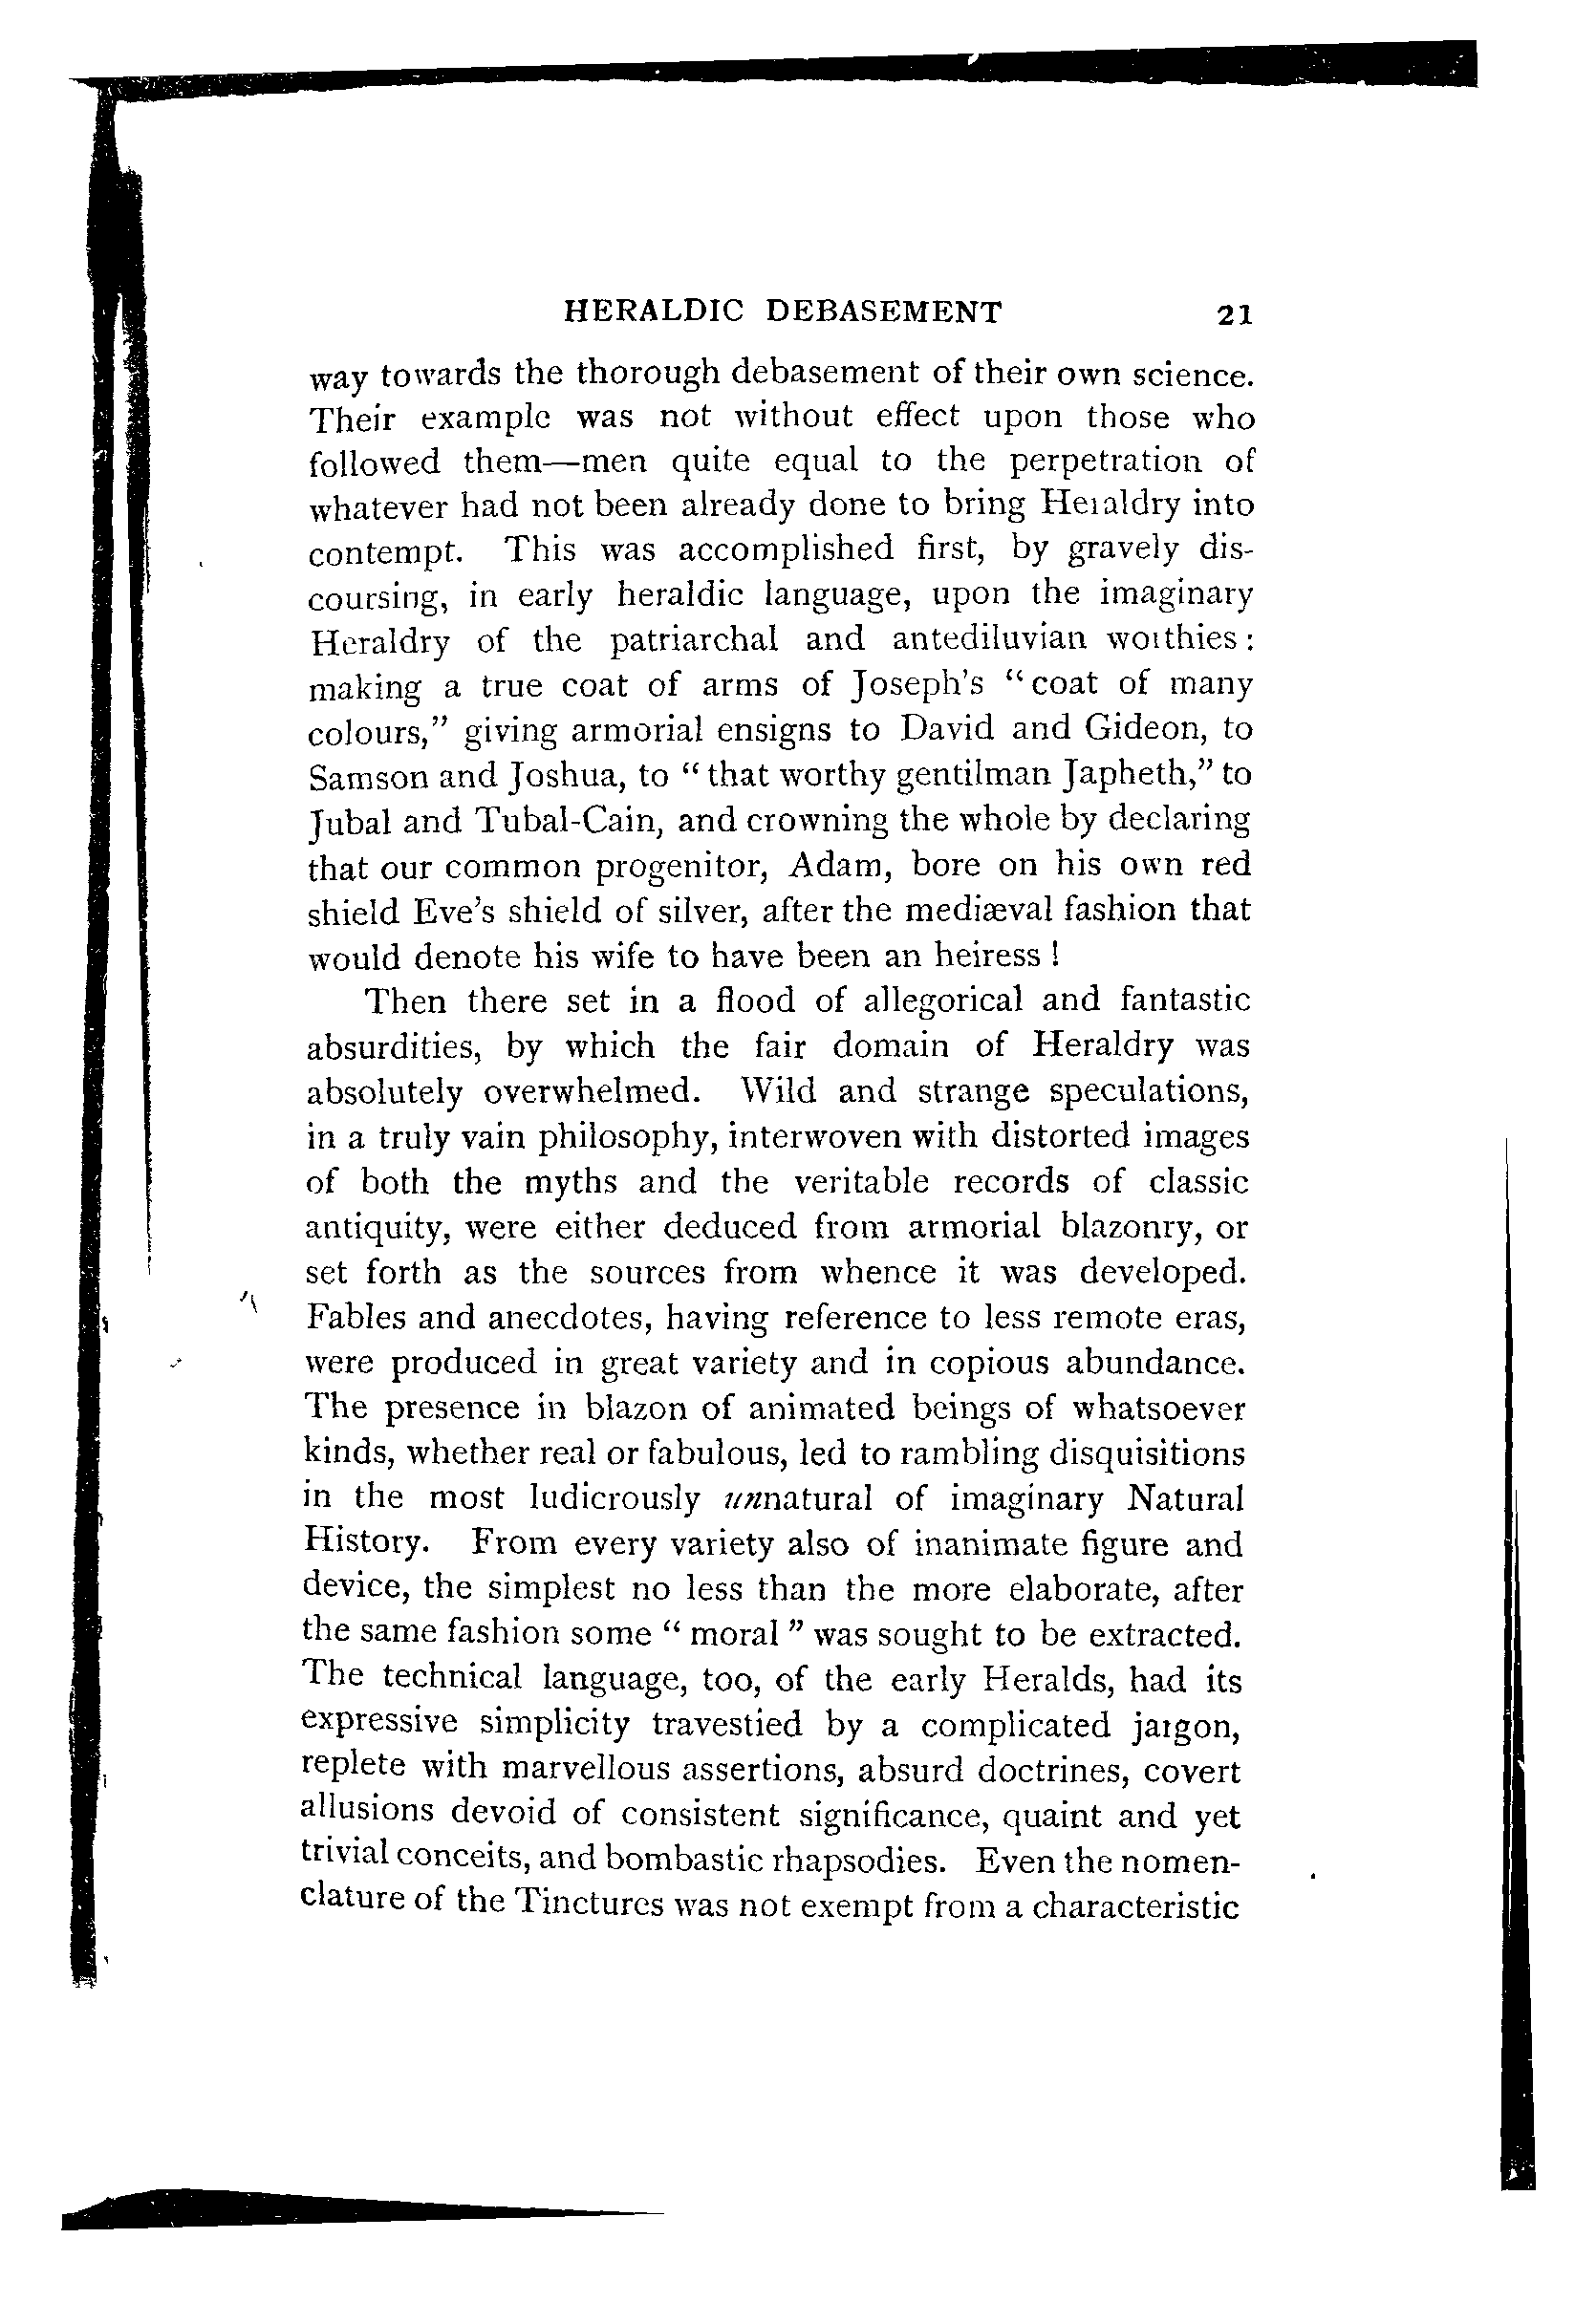 HERALDIC DEBASEMENT 21
way towards the thorough debasement of their own science.
Their example was not without effect upon those who
followed them—men quite equal to the perpetration of
whatever had not been already done to bring Heraldry into
contempt. This was accomplished first, by gravely dis-
coursing, in early heraldic language, upon the imaginary
Heraldry of the patriarchal and antediluvian worthies:
making a true coat of arms of Joseph's "coat of many
colours," giving armorial ensigns to David and Gideon, to
Samson and Joshua, to "that worthy gentilman Japheth," to
Jubal and Tubal-Cain, and crowning the whole by declaring
that our common progenitor, Adam, bore on his own red
shield Eve's shield of silver, after the mediæval fashion that
would denote his wife to have been an heiress!
Then there set in a flood of allegorical and fantastic
absurdities, by which the fair domain of Heraldry was
absolutely overwhelmed. Wild and strange speculations,
in a truly vain philosophy, interwoven with distorted images
of both the myths and the veritable records of classic
antiquity, were either deduced from armorial blazonry, or
set forth as the sources from whence it was developed.
Fables and anecdotes, having reference to less remote eras,
were produced in great variety and in copious abundance.
The presence in blazon of animated beings of whatsoever
kinds, whether real or fabulous, led to rambling disquisitions
in the most ludicrously unnatural of imaginary Natural
History. From every variety also of inanimate figure and
device, the simplest no less than the more elaborate, after
the same fashion some "moral" was sought to be extracted.
The technical language, too, of the early Heralds, had its
expressive simplicity travestied by a complicated jargon,
replete with marvellous assertions, absurd doctrines, covert
allusions devoid of consistent significance, quaint and yet
trivial conceits, and bombastic rhapsodies. Even the nomen-
clature of the Tinctures was not exempt from a characteristic